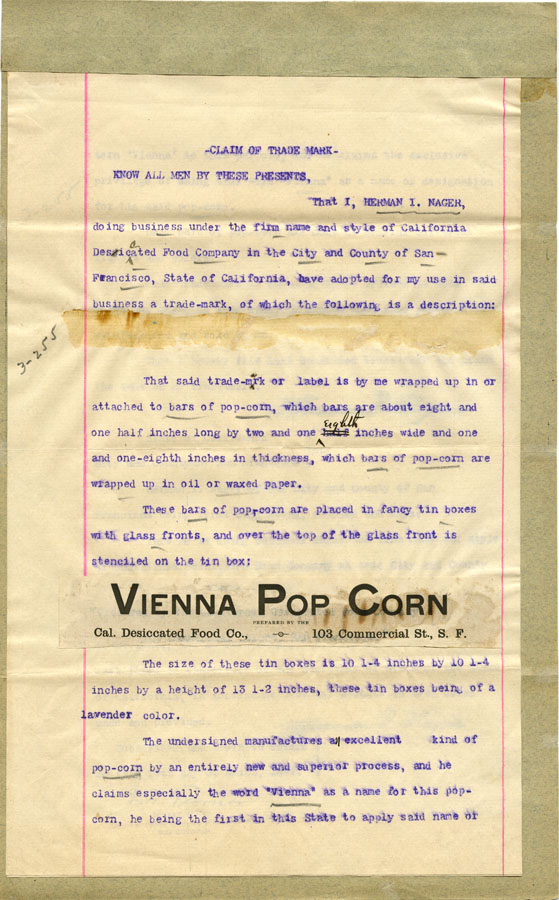 -CLAIM OF TRADE MARK-
KNOW ALL MEN BY THESE PRESENTS,
That I, HERMAN I. NAGER,
doing business under the firm name and style of California
Desicated Food Company in the City and County of San
Francisco, State of California, have adopted for my use in said
business a trade-mark, of which the following is a description:
3-255
That said trade-mrk or label is by me wrapped up in or
attached to bars of pop-corn, which bars are about eight and
one half inches long by two and one eighth inches wide and one
and one-eighth inches in thickness, which bars of pop-corn are
wrapped up in oil or waxed paper.
These bars of pop-corn are placed in fancy tin boxes
with glass fronts, and over the top of the glass front is
stenciled on the tin box:
VIENNA POP CORN
PREPARED BY THE
Cal. Desiccated Food Co., -o- 103 Commercial St., S. F.
The size of these tin boxes is 10 1-4 inches by 10 1-4
inches by a height of 13 1-2 inches, these tin boxes being of a
lavender color.
The undersigned manufactures an excellent kind of
pop-corn by an entirely new and superior process, and he
claims especially the word "Vienna" as a name for this pop-
corn, he being the first in this State to apply said name or